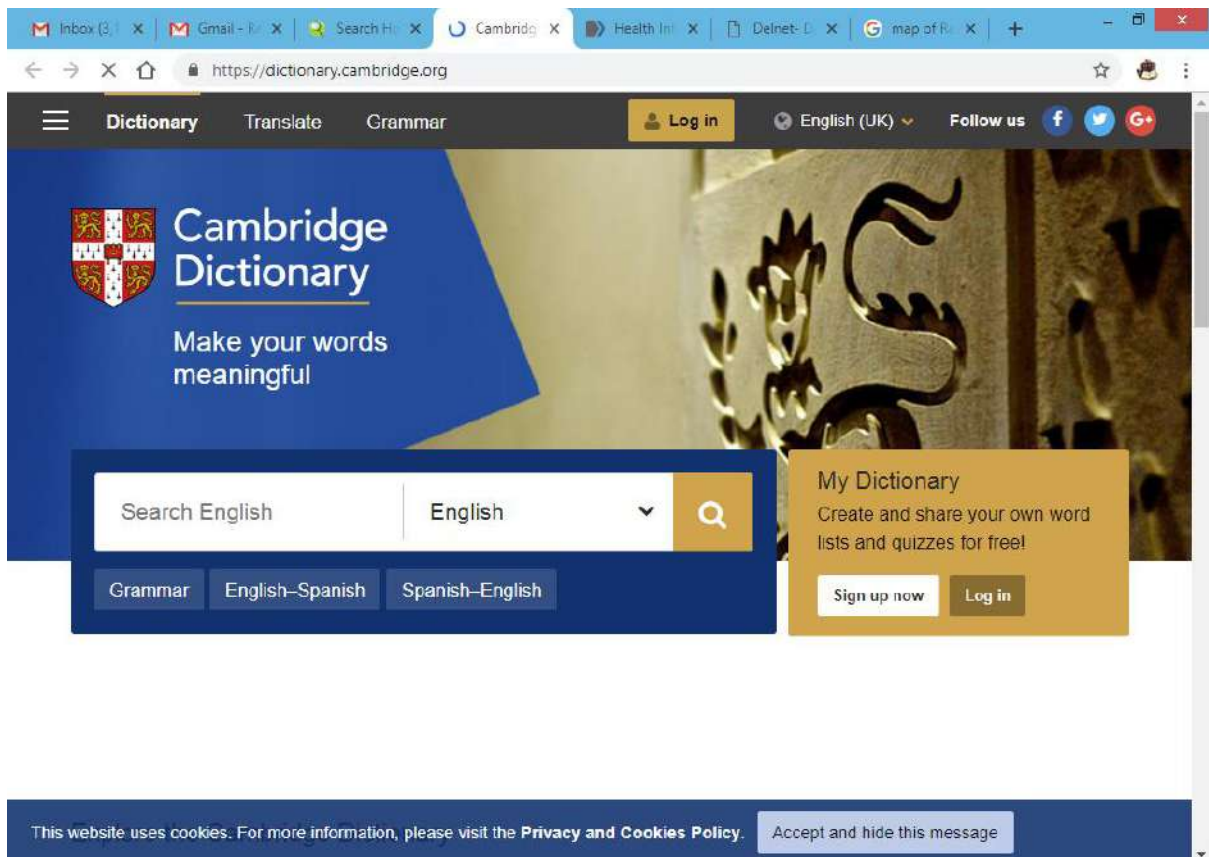 Inbox (3,1
Gmail -
Search H
Cambridg
Health Inf
Delnet- D
map of R
https://dictionary.cambridge.org
Dictionary Translate Grammar Log in English (UK) Follow us
Cambridge
Dictionary
Make your words
meaningful
Search English English
Grammar English–Spanish Spanish–English
My Dictionary
Create and share your own word
lists and quizzes for free!
Sign up now Log in
This website uses cookies. For more information, please visit the Privacy and Cookies Policy. Accept and hide this message